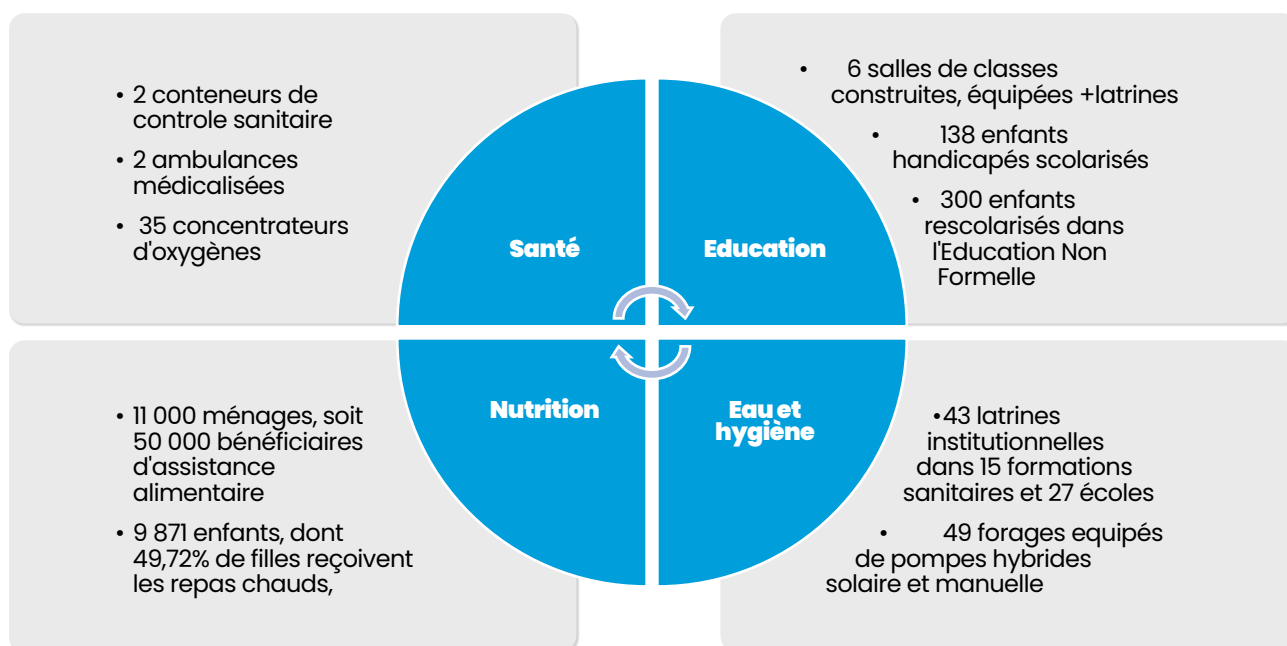 • 2 conteneurs de
controle sanitaire
• 2 ambulances
médicalisées
• 35 concentrateurs
d'oxygènes
Santé
• 6 salles de classes
construites, équipées +latrines
• 138 enfants
handicapés scolarisés
• 300 enfants
rescolarisés dans
l'Education Non
Formelle
Education
• 11 000 ménages, soit
50 000 bénéficiaires
d'assistance
alimentaire
• 9 871 enfants, dont
49,72% de filles reçoivent
les repas chauds,
Nutrition
Eau et
hygiène
•43 latrines
institutionnelles
dans 15 formations
sanitaires et 27 écoles
• 49 forages equipés
de pompes hybrides
solaire et manuelle